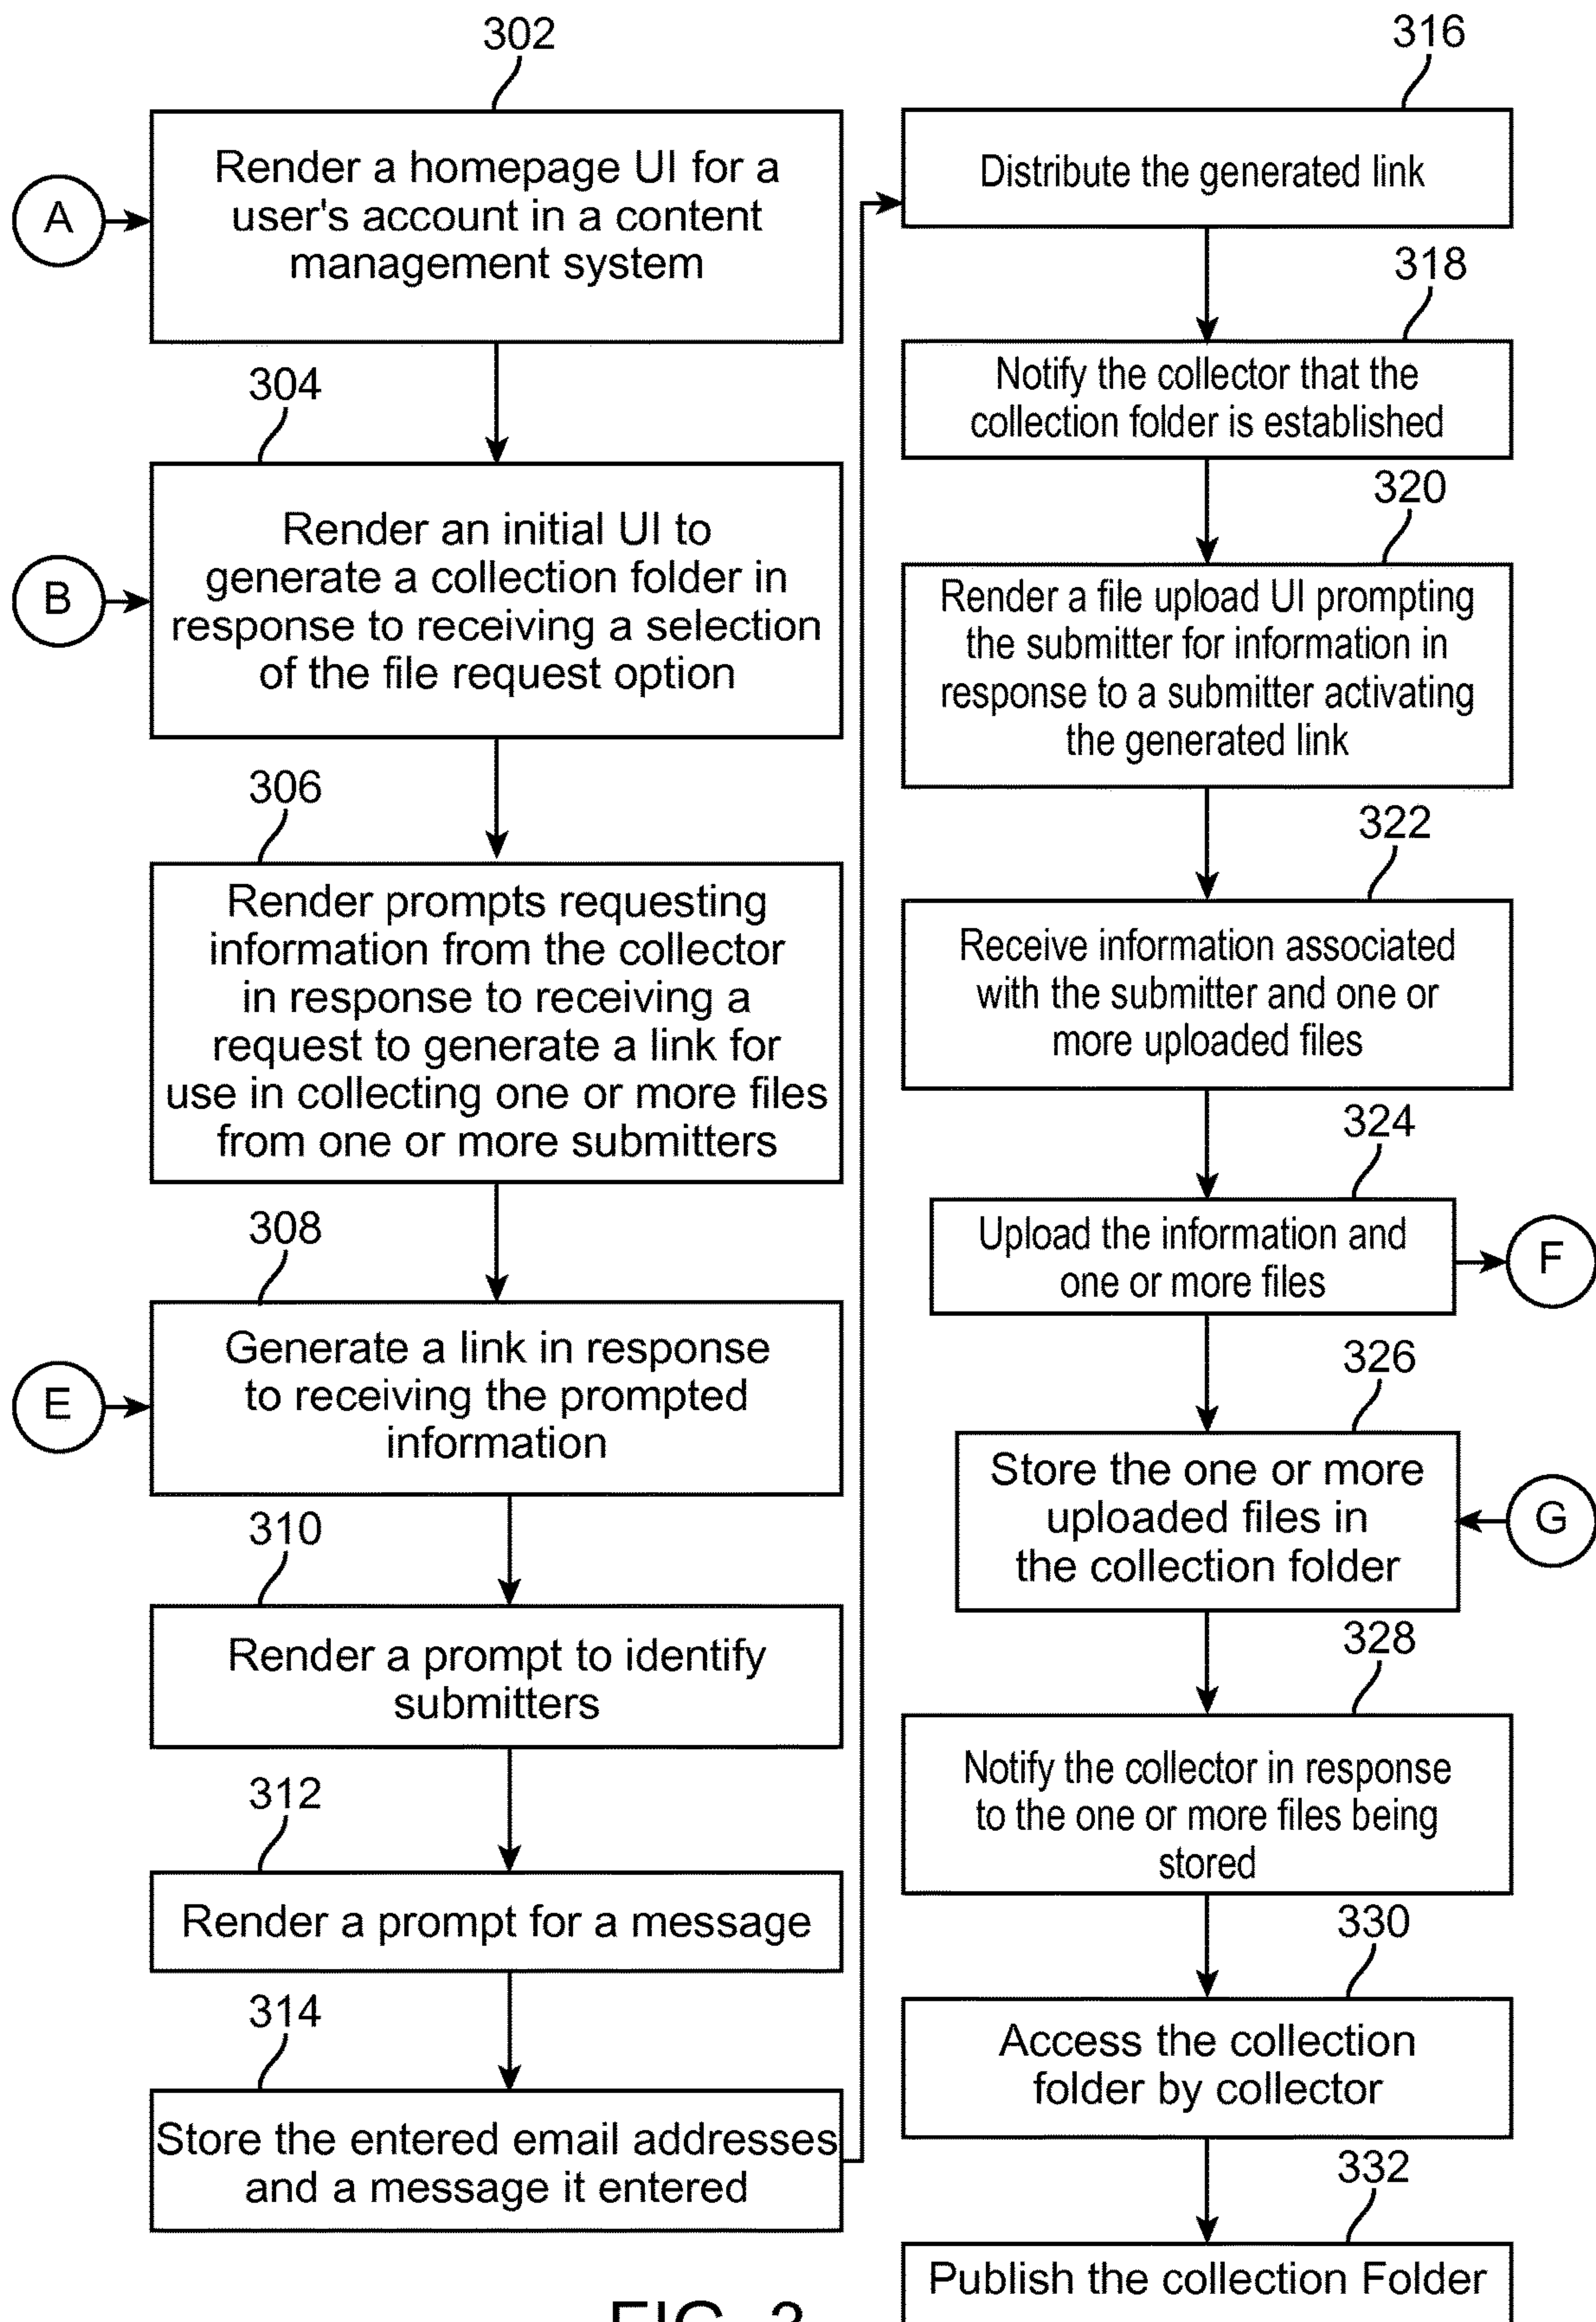 302
A
Render a homepage UI for a
user's account in a content
management system
304
B
Render an initial UI to
generate a collection folder in
response to receiving a selection
of the file request option
306
Render prompts requesting
information from the collector
in response to receiving a
request to generate a link for
use in collecting one or more files
from one or more submitters
308
E
Generate a link in response
to receiving the prompted
information
310
Render a prompt to identify
submitters
312
Render a prompt for a message
314
Store the entered email addresses
and a message it entered
316
Distribute the generated link
318
Notify the collector that the
collection folder is established
320
Render a file upload UI prompting
the submitter for information in
response to a submitter activating
the generated link
322
Receive information associated
with the submitter and one or
more uploaded files
324
Upload the information and
one or more files
F
326
Store the one or more
uploaded files in
the collection folder
G
328
Notify the collector in response
to the one or more files being
stored
330
Access the collection
folder by collector
332
Publish the collection Folder